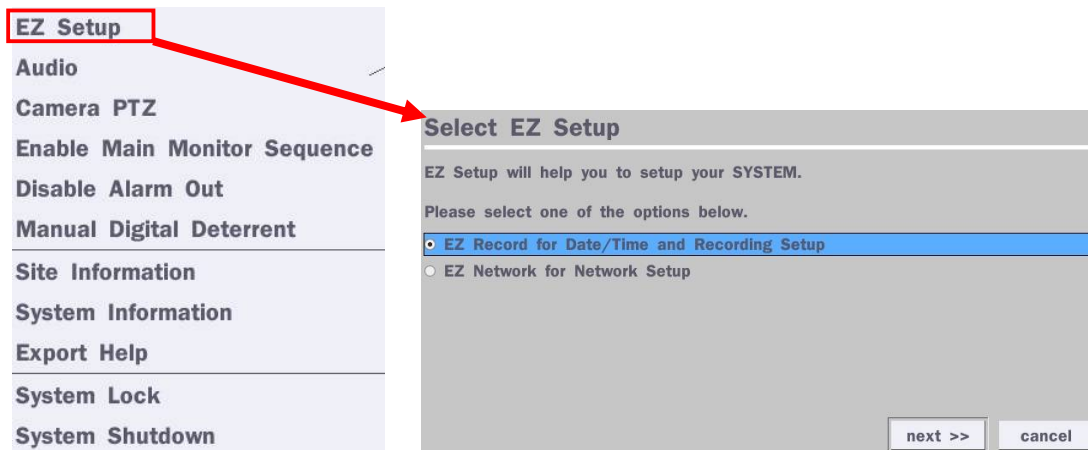 EZ Setup
Audio
Camera PTZ
Enable Main Monitor Sequence
Disable Alarm Out
Manual Digital Deterrent
Site Information
System Information
Export Help
System Lock
System Shutdown
Select EZ Setup
EZ Setup will help you to setup your SYSTEM.
Please select one of the options below.
EZ Record for Date/Time and Recording Setup
EZ Network for Network Setup
next >>
cancel